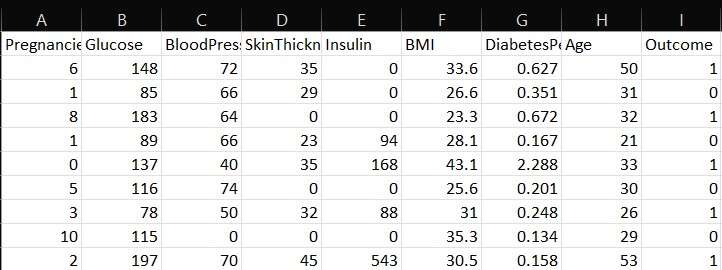 A B C D E F G H I
Pregnancie Glucose BloodPres SkinThickn Insulin BMI DiabetesPe Age Outcome
6 148 72 35 0 33.6 0.627 50 1
1 85 66 29 0 26.6 0.351 31 0
8 183 64 0 0 23.3 0.672 32 1
1 89 66 23 94 28.1 0.167 21 0
0 137 40 35 168 43.1 2.288 33 1
5 116 74 0 0 25.6 0.201 30 0
3 78 50 32 88 31 0.248 26 1
10 115 0 0 0 35.3 0.134 29 0
2 197 70 45 543 30.5 0.158 53 1